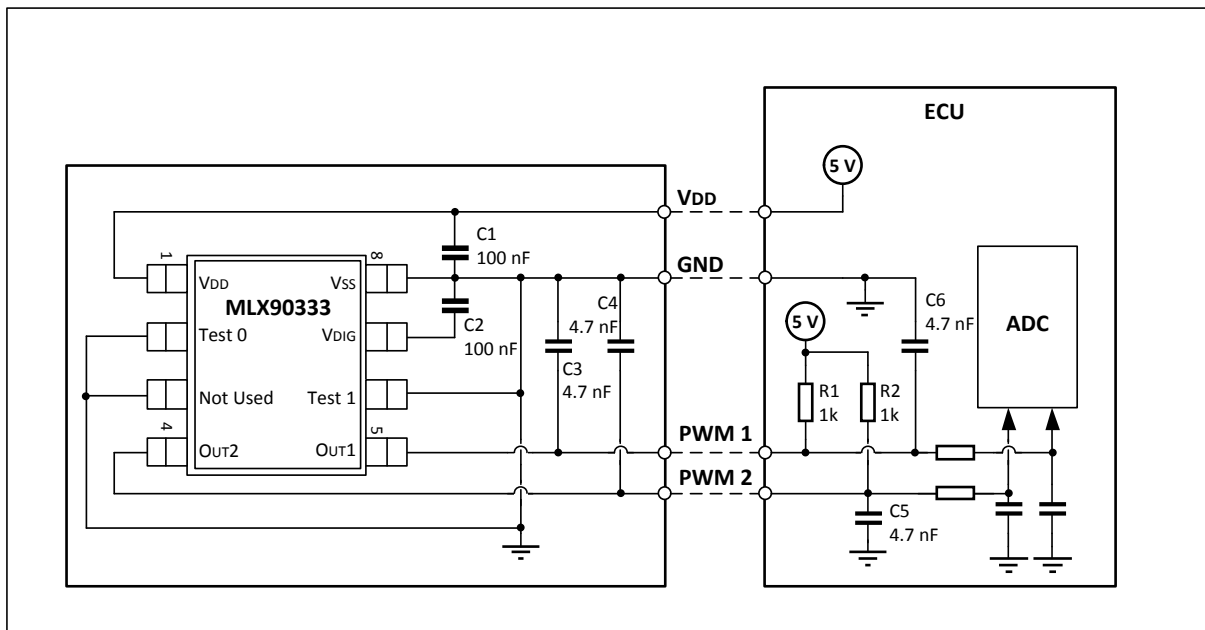 ECU
5 V
VDD
C1
100 nF
GND
1
8
VDD
VSS
MLX90333
C2
100 nF
Test 0
VDIG
C4
4.7 nF
C3
4.7 nF
C6
4.7 nF
5 V
ADC
Not Used
Test 1
R1
1k
R2
1k
4
5
OUT2
OUT1
PWM 1
PWM 2
C5
4.7 nF